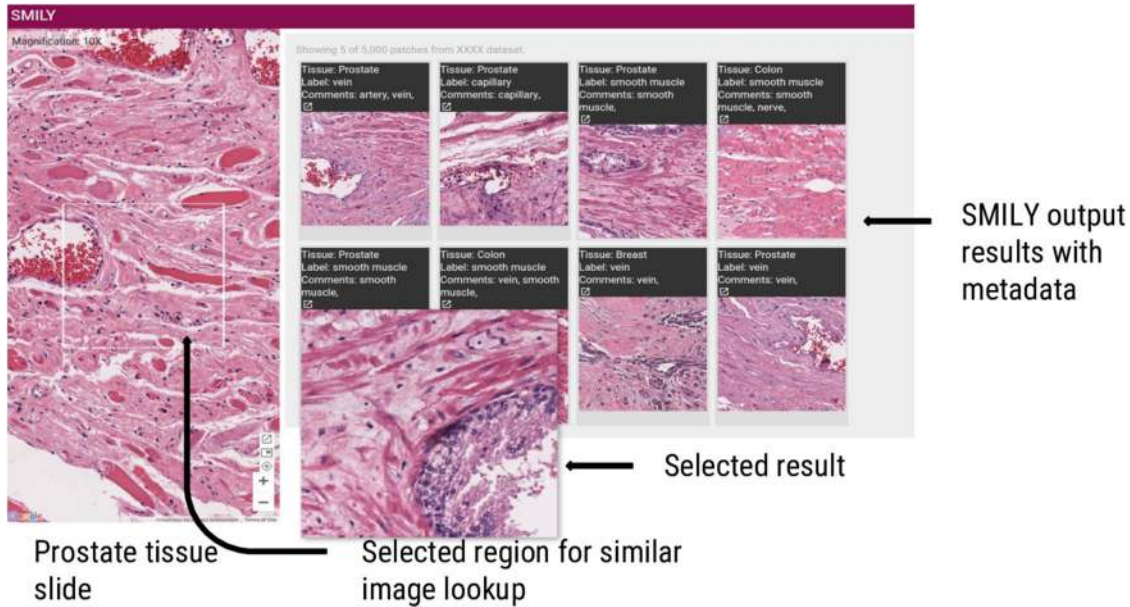 SMILY
Magnification: 10X
Showing 5 of 5,000 patches from XXXX dataset.
Tissue: Prostate
Label: vein
Comments: artery, vein,
Tissue: Prostate
Label: capillary
Comments: capillary,
Tissue: Prostate
Label: smooth muscle
Comments: smooth
muscle,
Tissue: Colon
Label: smooth muscle
Comments: smooth
muscle, nerve,
Tissue: Prostate
Label: smooth muscle
Comments: smooth
muscle,
Tissue: Colon
Label: smooth muscle
Comments: vein, smooth
muscle,
Tissue: Breast
Label: vein
Comments: vein,
Tissue: Prostate
Label: vein
Comments: vein,
SMILY output
results with
metadata
Selected result
Terms of Use
Prostate tissue
slide
Selected region for similar
image lookup